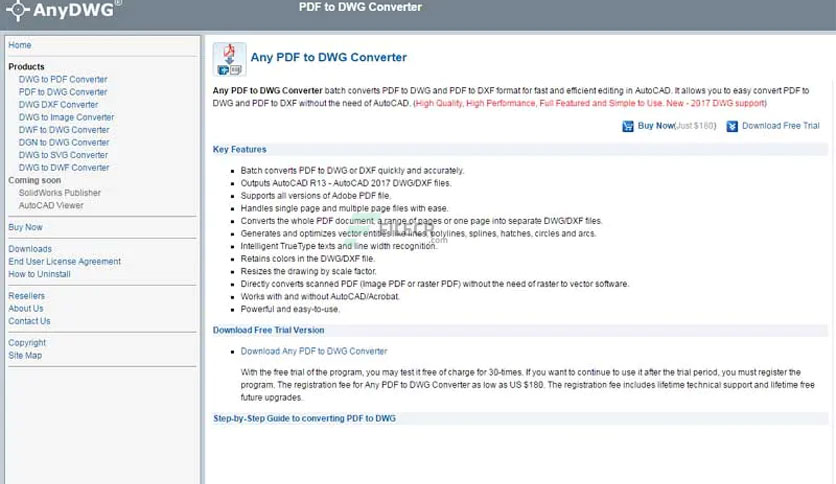 AnyDWG®
PDF to DWG Converter
Home
Products
DWG to PDF Converter
PDF to DWG Converter
DWG DXF Converter
DWG to Image Converter
DWF to DWG Converter
DGN to DWG Converter
DWG to SVG Converter
DWG to DWF Converter
Coming soon
SolidWorks Publisher
AutoCAD Viewer
Buy Now
Downloads
End User License Agreement
How to Uninstall
Resellers
About Us
Contact Us
Copyright
Site Map
Any PDF to DWG Converter
Any PDF to DWG Converter batch converts PDF to DWG and PDF to DXF format for fast and efficient editing in AutoCAD. It allows you to easy convert PDF to
DWG and PDF to DXF without the need of AutoCAD. (High Quality, High Performance, Full Featured and Simple to Use. New - 2017 DWG support)
Buy Now(Just $180) Download Free Trial
Key Features
Batch converts PDF to DWG or DXF quickly and accurately.
Outputs AutoCAD R13 - AutoCAD 2017 DWG/DXF files.
Supports all versions of Adobe PDF file.
Handles single page and multiple page files with ease.
Converts the whole PDF document, a range of pages or one page into separate DWG/DXF files.
Generates and optimizes vector entities like lines, polylines, splines, hatches, circles and arcs.
FILECR
.com
Intelligent TrueType texts and line width recognition.
Retains colors in the DWG/DXF file.
Resizes the drawing by scale factor.
Directly converts scanned PDF (Image PDF or raster PDF) without the need of raster to vector software.
Works with and without AutoCAD/Acrobat.
Powerful and easy-to-use.
Download Free Trial Version
Download Any PDF to DWG Converter
With the free trial of the program, you may test it free of charge for 30-times. If you want to continue to use it after the trial period, you must register the
program. The registration fee for Any PDF to DWG Converter as low as US $180. The registration fee includes lifetime technical support and lifetime free
future upgrades.
Step-by-Step Guide to converting PDF to DWG